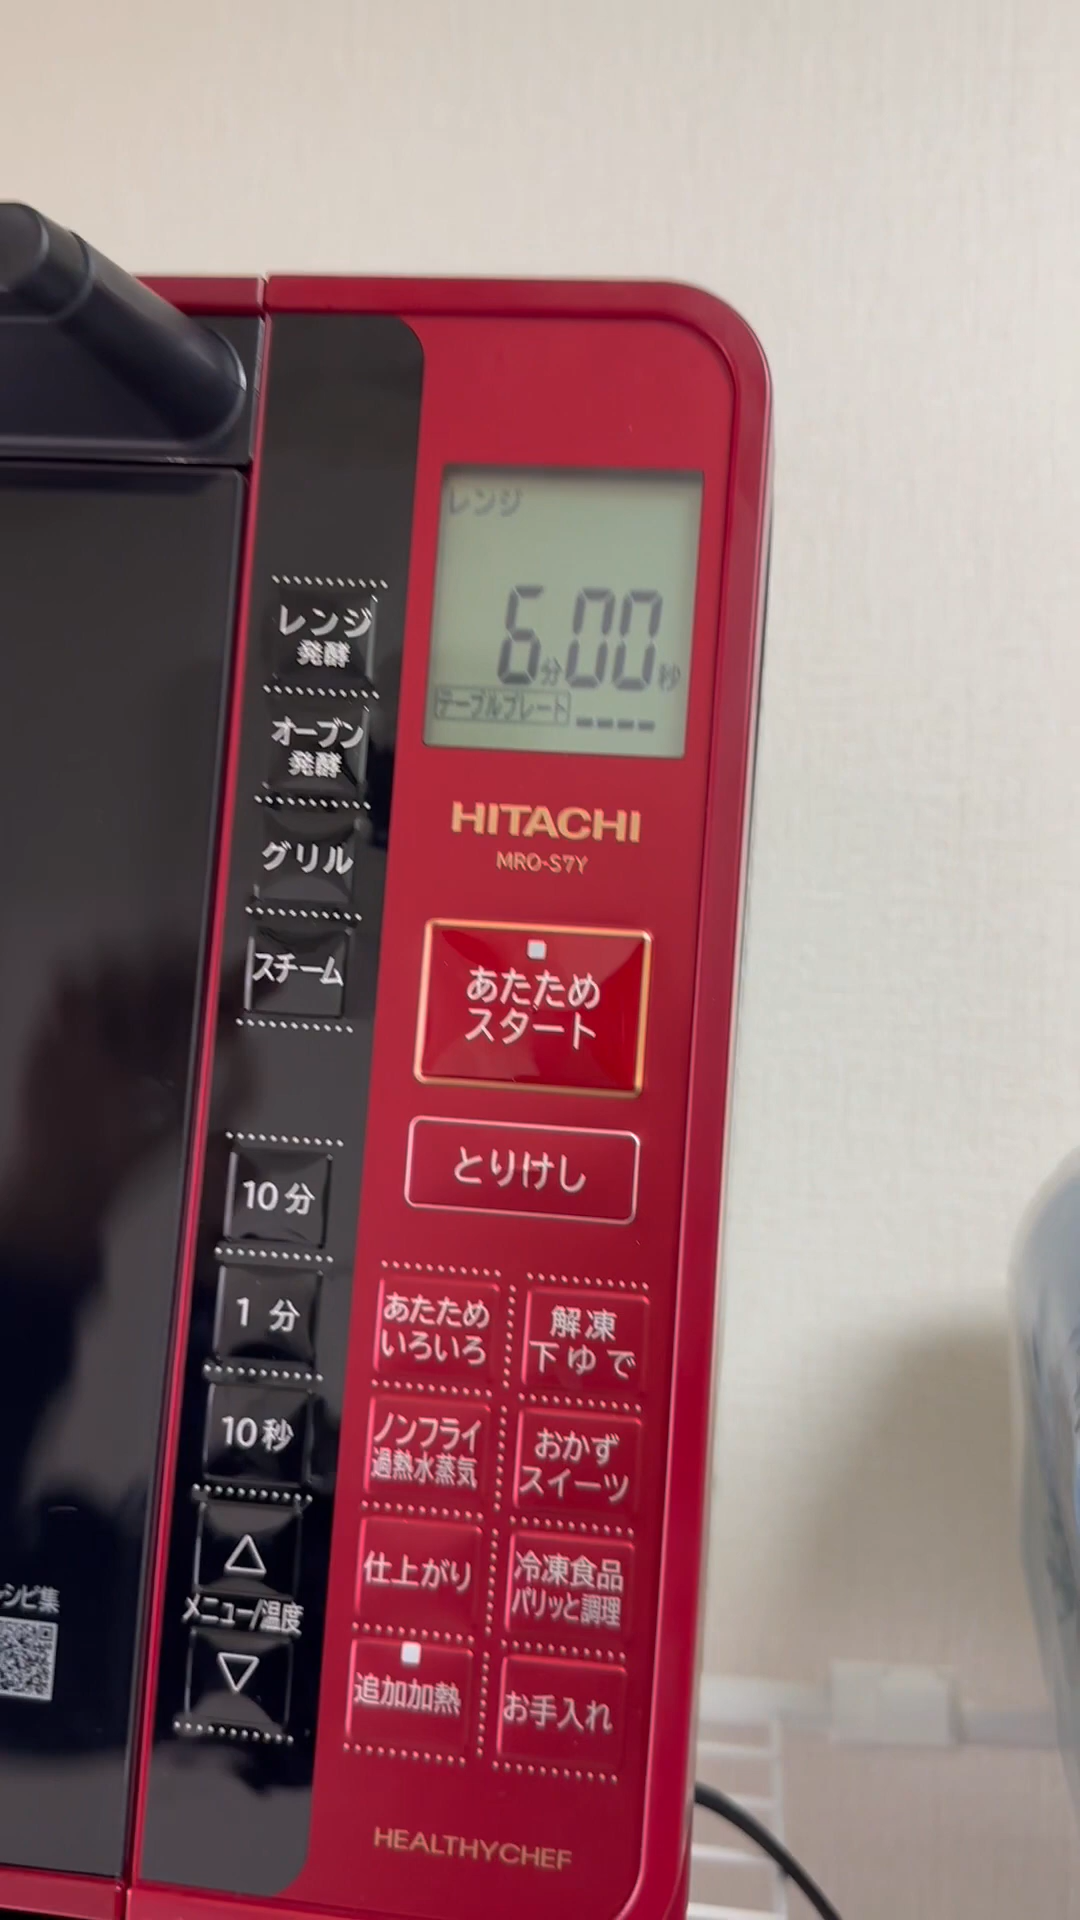 レンジ
6分00秒
テーブルプレート
HITACHI
MRO-S7Y
レンジ
発酵
オーブン
発酵
グリル
スチーム
あたため
スタート
とりけし
10分
1分
10秒
△
メニュー/温度
▽
あたため
いろいろ
解凍
下ゆで
ノンフライ
過熱水蒸気
おかず
スイーツ
仕上がり
冷凍食品
パリッと調理
追加加熱
お手入れ
シピ集
HEALTHYCHEF